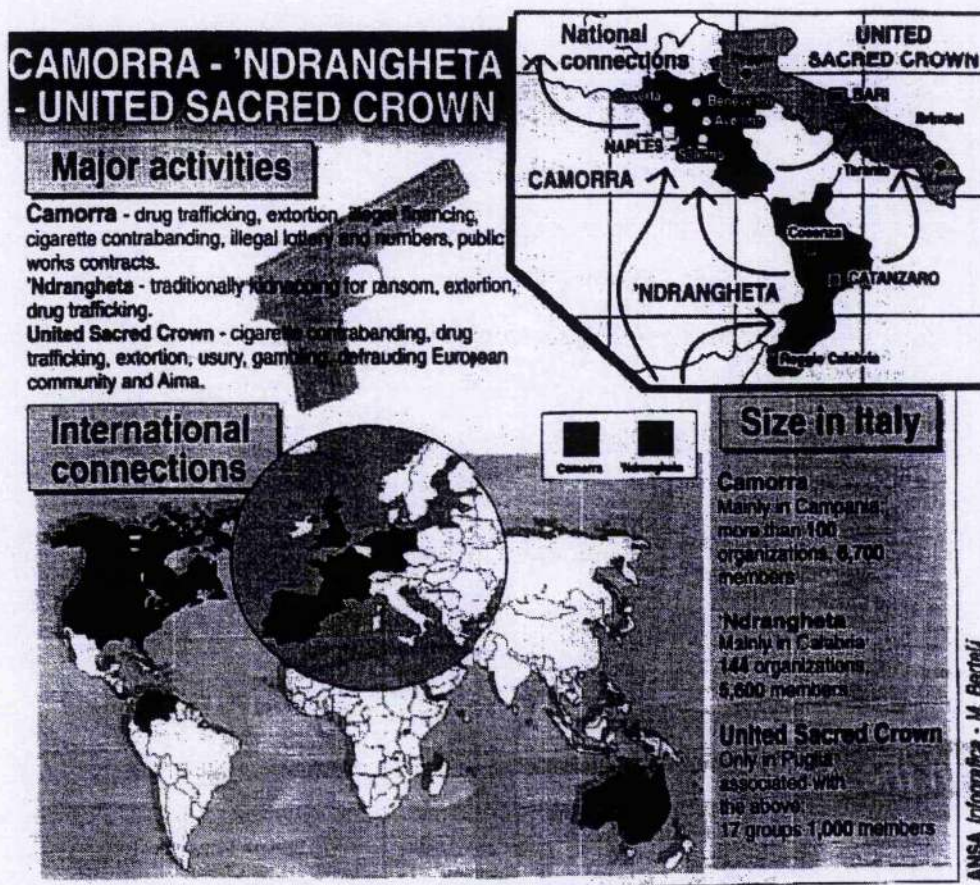 CAMORRA - 'NDRANGHETA
- UNITED SACRED CROWN
Major activities
Camorra - drug trafficking, extortion, illegal financing,
cigarette contrabanding, illegal lottery and numbers, public
works contracts.
'Ndrangheta - traditionally kidnapping for ransom, extortion,
drug trafficking.
United Sacred Crown - cigarette contrabanding, drug
trafficking, extortion, usury, gambling, defrauding European
community and Aima.
National
connections
UNITED
SACRED CROWN
BARI
Brindisi
Benevento
Avellino
NAPLES
Taranto
CAMORRA
Cosenza
CATANZARO
'NDRANGHETA
Reggio Calabria
International
connections
Camorra
'Ndrangheta
Size in Italy
Camorra
Mainly in Campania:
more than 100
organizations, 6,700
members
'Ndrangheta
Mainly in Calabria
144 organizations,
5,600 members
United Sacred Crown
Only in Puglia
associated with
the above:
17 groups 1,000 members